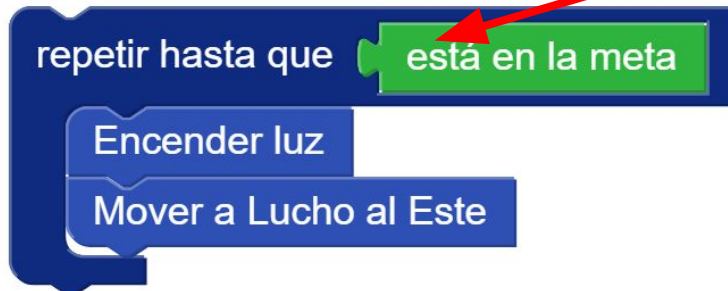 repetir hasta que está en la meta
Encender luz
Mover a Lucho al Este